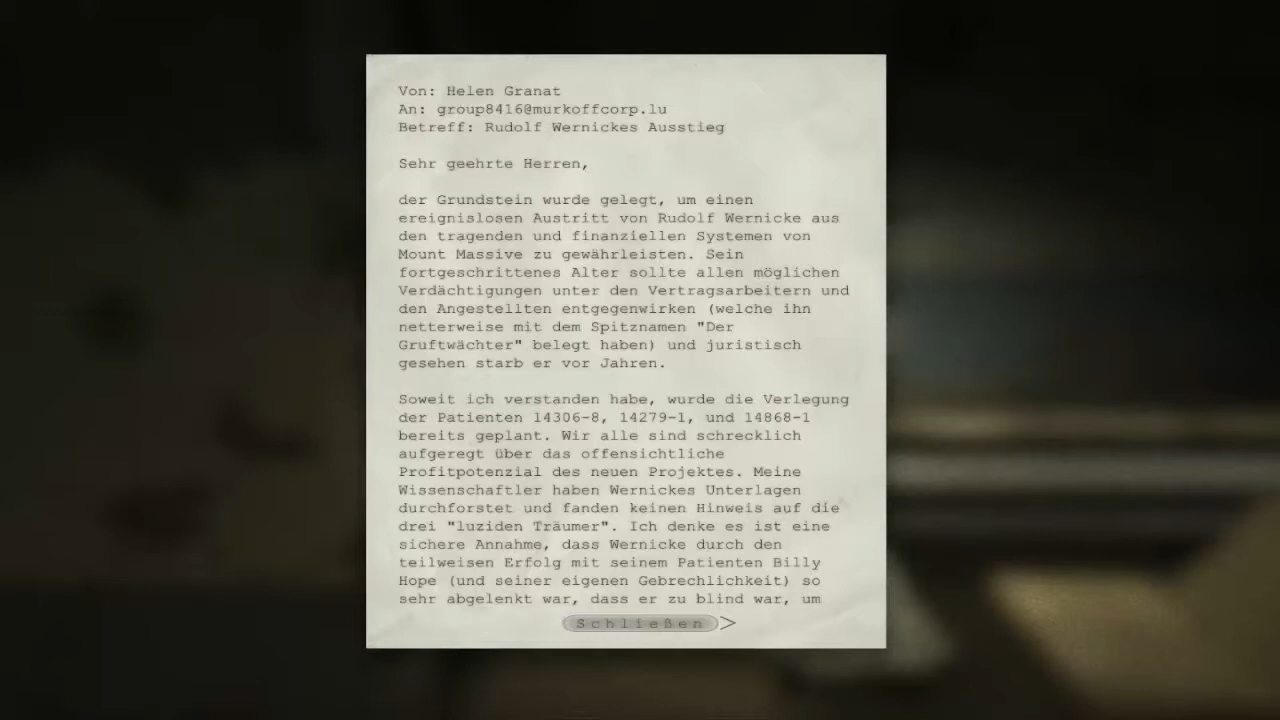 Von: Helen Granat
An: group8416@murkoffcorp.lu
Betreff: Rudolf Wernickes Ausstieg
Sehr geehrte Herren,
der Grundstein wurde gelegt, um einen
ereignislosen Austritt von Rudolf Wernicke aus
den tragenden und finanziellen Systemen von
Mount Massive zu gewährleisten. Sein
fortgeschrittenes Alter sollte allen möglichen
Verdächtigungen unter den Vertragsarbeitern und
den Angestellten entgegenwirken (welche ihn
netterweise mit dem Spitznamen "Der
Gruftwächter" belegt haben) und juristisch
gesehen starb er vor Jahren.
Soweit ich verstanden habe, wurde die Verlegung
der Patienten 14306-8, 14279-1, und 14868-1
bereits geplant. Wir alle sind schrecklich
aufgeregt über das offensichtliche
Profitpotenzial des neuen Projektes. Meine
Wissenschaftler haben Wernickes Unterlagen
durchforstet und fanden keinen Hinweis auf die
drei "luziden Träumer". Ich denke es ist eine
sichere Annahme, dass Wernicke durch den
teilweisen Erfolg mit seinem Patienten Billy
Hope (und seiner eigenen Gebrechlichkeit) so
sehr abgelenkt war, dass er zu blind war, um
Schließen >